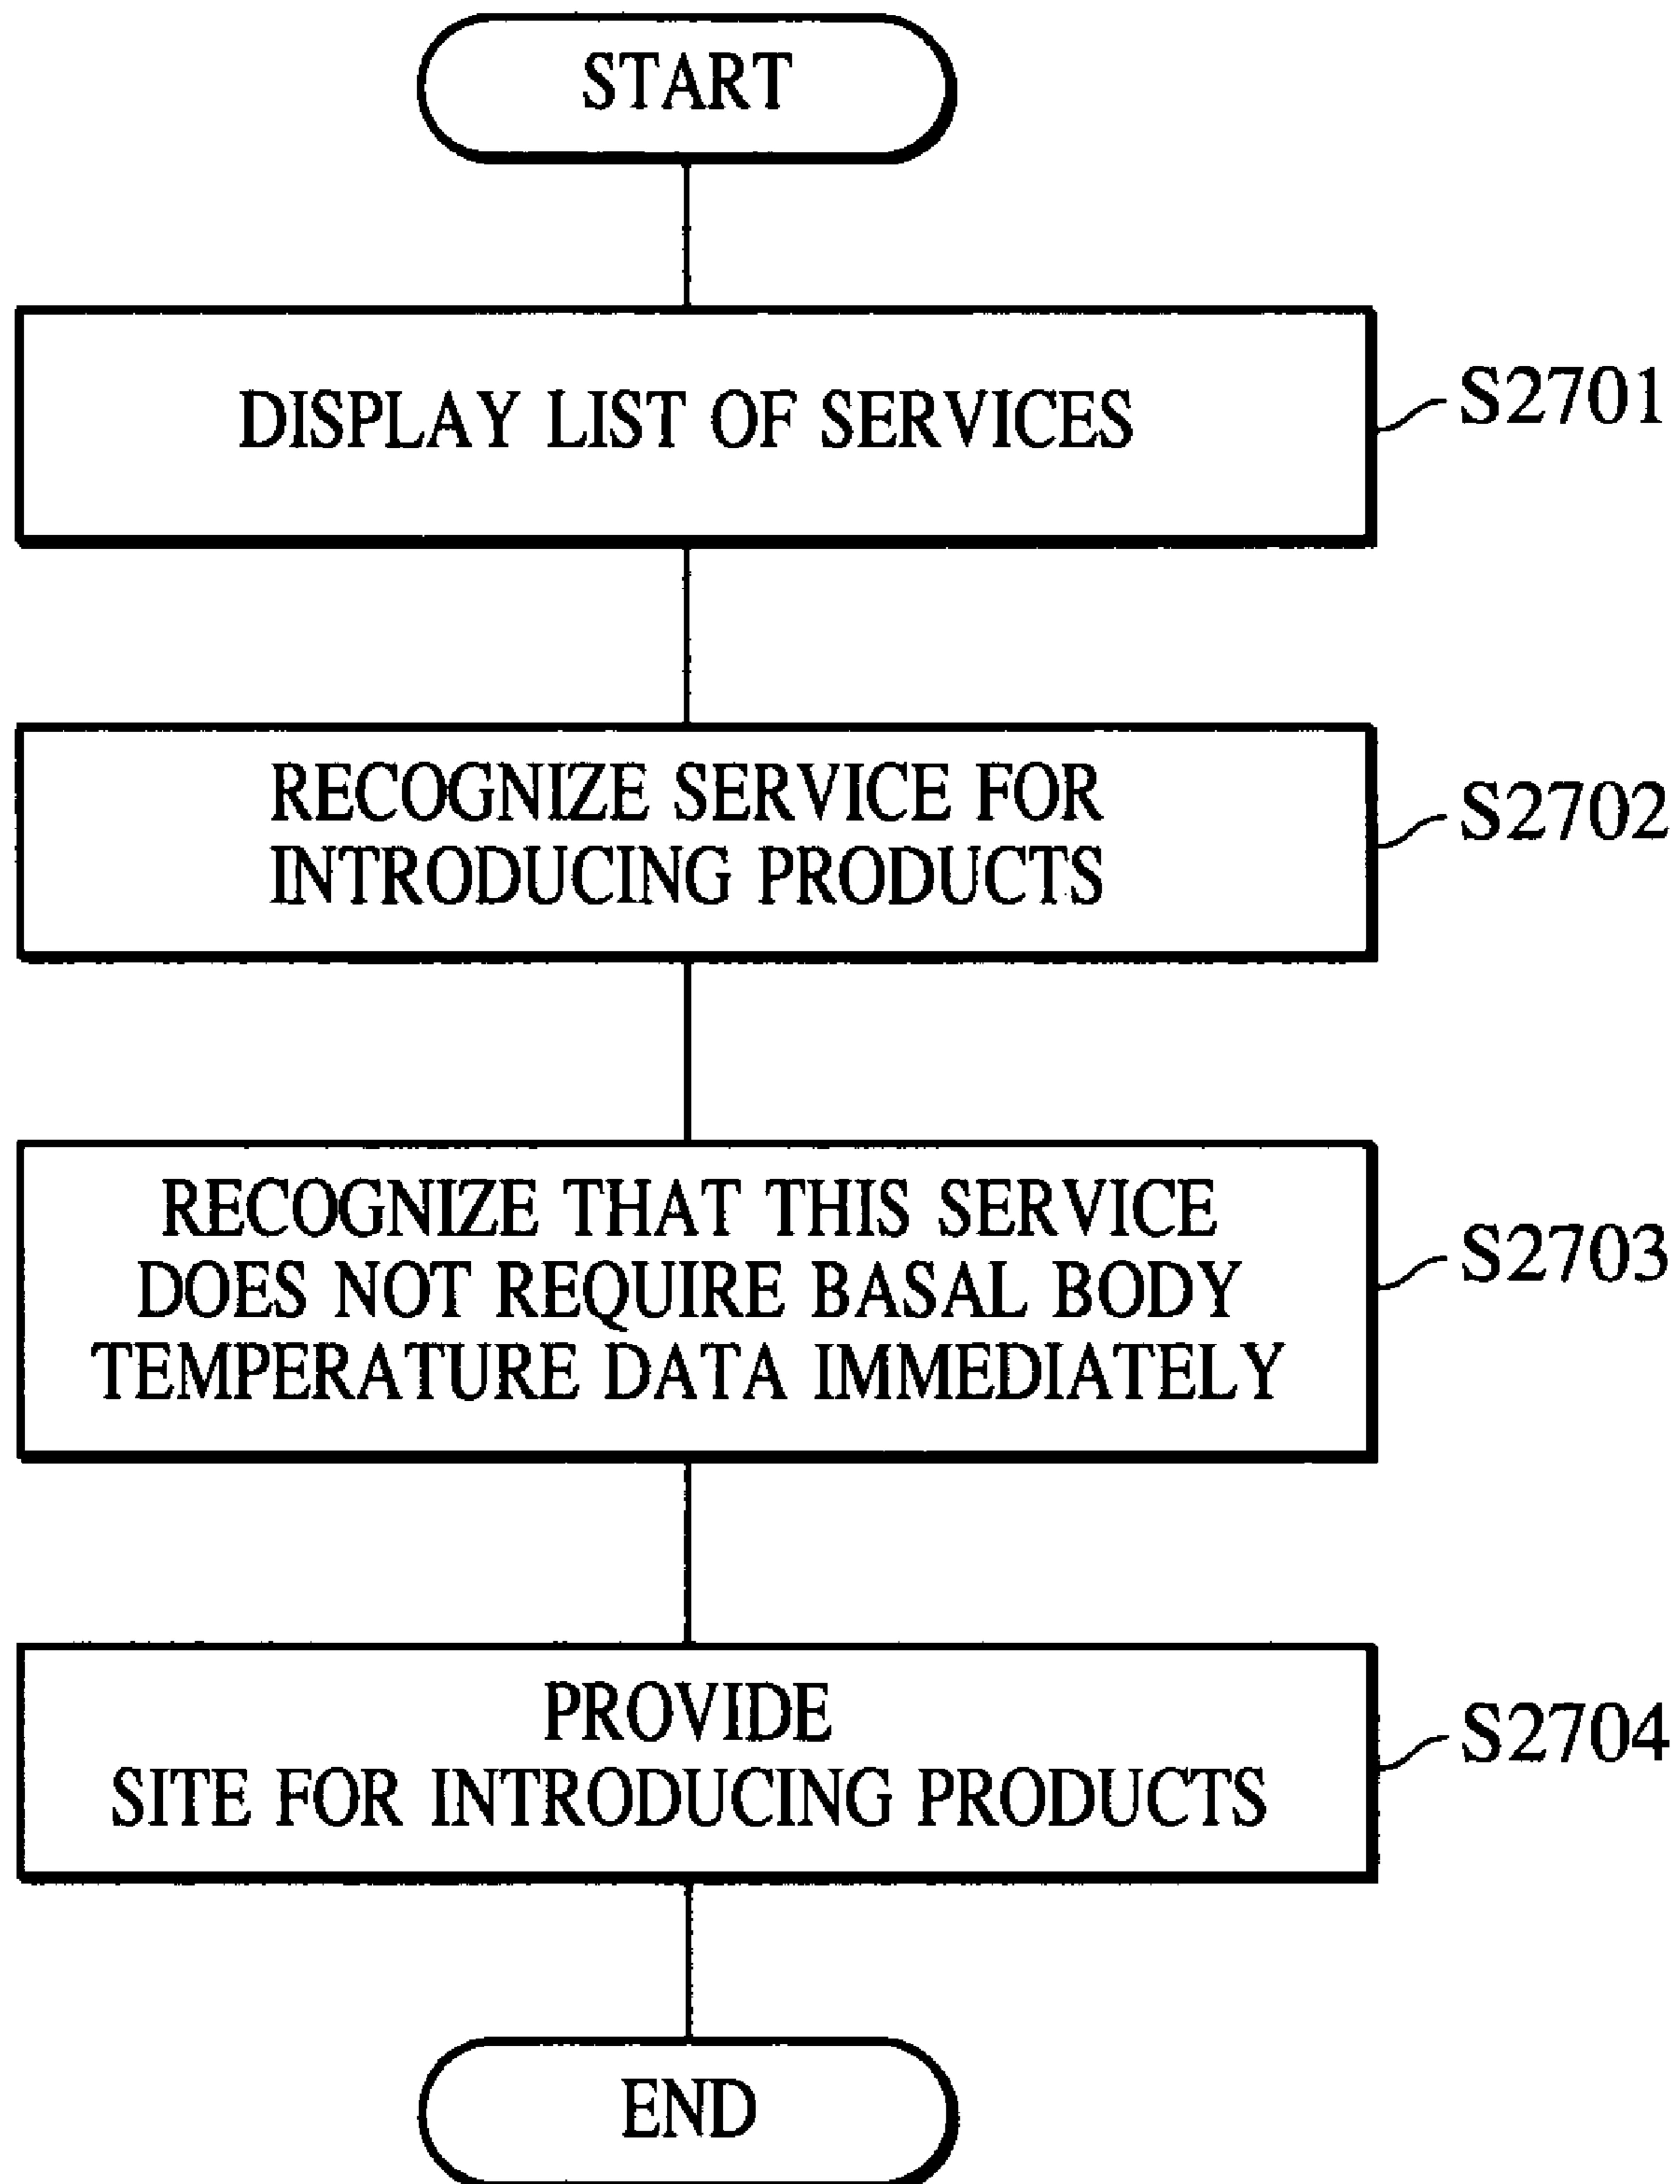 START
DISPLAY LIST OF SERVICES
S2701
RECOGNIZE SERVICE FOR
INTRODUCING PRODUCTS
S2702
RECOGNIZE THAT THIS SERVICE
DOES NOT REQUIRE BASAL BODY
TEMPERATURE DATA IMMEDIATELY
S2703
PROVIDE
SITE FOR INTRODUCING PRODUCTS
S2704
END